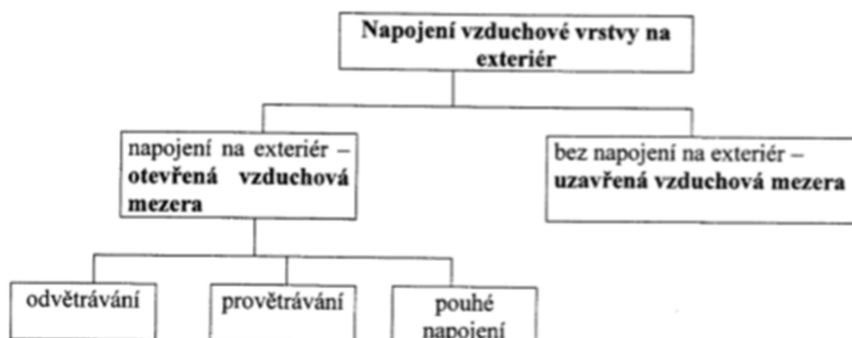 Napojení vzduchové vrstvy na
exteriér
napojení na exteriér –
otevřená vzduchová
mezera
bez napojení na exteriér –
uzavřená vzduchová mezera
odvětrávání
provětrávání
pouhé
napojení